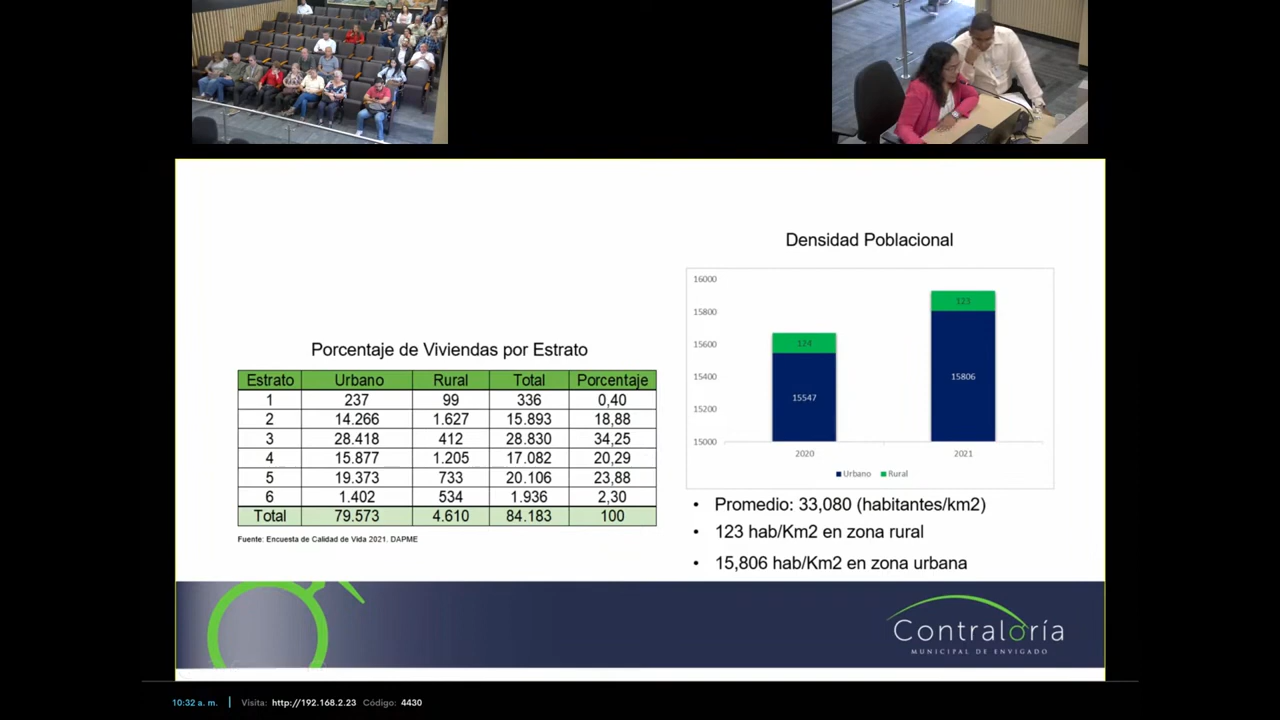 Densidad Poblacional
16000
15800
15600
15400
15200
15000
124
15547
123
15806
2020
2021
Urbano Rural
Porcentaje de Viviendas por Estrato
Estrato Urbano Rural Total Porcentaje
1 237 99 336 0,40
2 14.266 1.627 15.893 18,88
3 28.418 412 28.830 34,25
4 15.877 1.205 17.082 20,29
5 19.373 733 20.106 23,88
6 1.402 534 1.936 2,30
Total 79.573 4.610 84.183 100
Fuente: Encuesta de Calidad de Vida 2021. DAPME
• Promedio: 33,080 (habitantes/km2)
• 123 hab/Km2 en zona rural
• 15,806 hab/Km2 en zona urbana
Contraloría
MUNICIPAL DE ENVIGADO
10:32 a. m. | Visita: http://192.168.2.23 Código: 4430